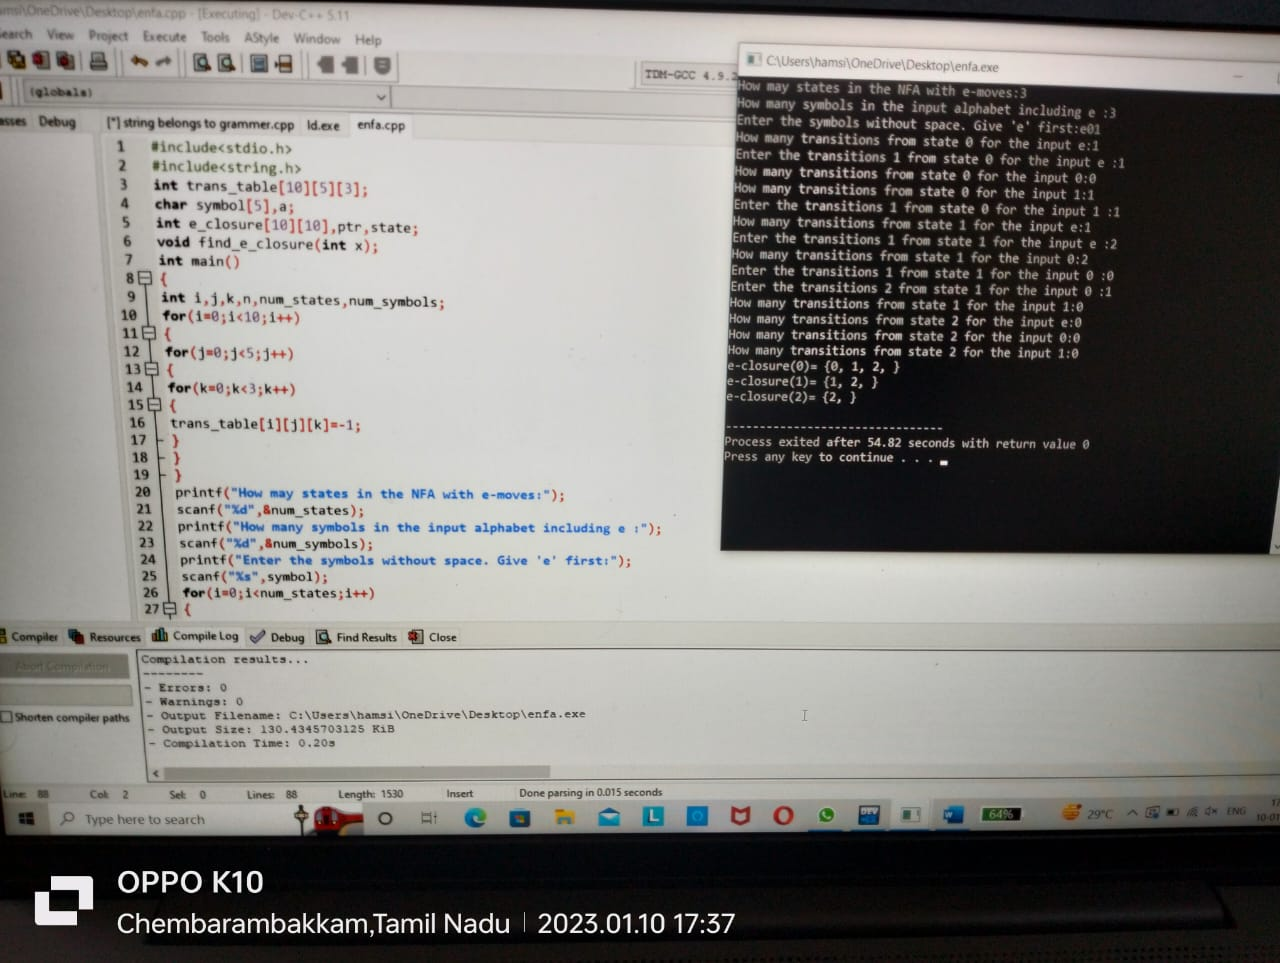 OneDrive\Desktop\enfa.cpp - [Executing] - Dev-C++ 5.11
Search View Project Execute Tools AStyle Window Help
TDM-GCC 4.9.2
(globals)
Debug
[*] string belongs to grammer.cpp ld.exe enfa.cpp
1 #include<stdio.h>
2 #include<string.h>
3 int trans_table[10][5][3];
4 char symbol[5],a;
5 int e_closure[10][10],ptr,state;
6 void find_e_closure(int x);
7 int main()
8 {
9 int i,j,k,n,num_states,num_symbols;
10 for(i=0;i<10;i++)
11 {
12 for(j=0;j<5;j++)
13 {
14 for(k=0;k<3;k++)
15 {
16 trans_table[i][j][k]=-1;
17 }
18 }
19 }
20 printf("How may states in the NFA with e-moves:");
21 scanf("%d",&num_states);
22 printf("How many symbols in the input alphabet including e :");
23 scanf("%d",&num_symbols);
24 printf("Enter the symbols without space. Give 'e' first:");
25 scanf("%s",symbol);
26 for(i=0;i<num_states;i++)
27 {
C:\Users\hamsi\OneDrive\Desktop\enfa.exe
How may states in the NFA with e-moves:3
How many symbols in the input alphabet including e :3
Enter the symbols without space. Give 'e' first:e01
How many transitions from state 0 for the input e:1
Enter the transitions 1 from state 0 for the input e :1
How many transitions from state 0 for the input 0:0
How many transitions from state 0 for the input 1:1
Enter the transitions 1 from state 0 for the input 1 :1
How many transitions from state 1 for the input e:1
Enter the transitions 1 from state 1 for the input e :2
How many transitions from state 1 for the input 0:2
Enter the transitions 1 from state 1 for the input 0 :0
Enter the transitions 2 from state 1 for the input 0 :1
How many transitions from state 1 for the input 1:0
How many transitions from state 2 for the input e:0
How many transitions from state 2 for the input 0:0
How many transitions from state 2 for the input 1:0
e-closure(0)= {0, 1, 2, }
e-closure(1)= {1, 2, }
e-closure(2)= {2, }
--------------------------------
Process exited after 54.82 seconds with return value 0
Press any key to continue . . .
Compiler Resources Compile Log Debug Find Results Close
Abort Compilation
Shorten compiler paths
Compilation results...
--------
- Errors: 0
- Warnings: 0
- Output Filename: C:\Users\hamsi\OneDrive\Desktop\enfa.exe
- Output Size: 130.4345703125 KiB
- Compilation Time: 0.20s
Line: 88 Col: 2 Sel: 0 Lines: 88 Length: 1530 Insert Done parsing in 0.015 seconds
Type here to search L DEV W 64% 29°C ENG
OPPO K10
Chembarambakkam,Tamil Nadu | 2023.01.10 17:37